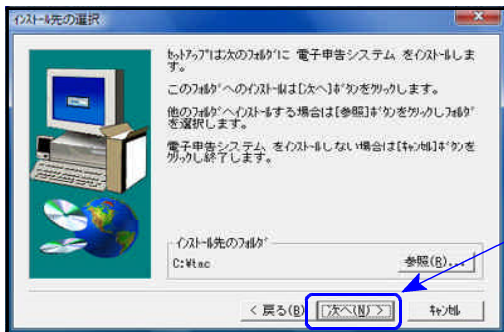 インストール先の選択
セットアップは次のフォルダに 電子申告システム をインストールしま
す。
このフォルダへのインストールは[次へ]ボタンをクリックします。
他のフォルダへインストールする場合は[参照]ボタンをクリックしフォルダ
を選択します。
電子申告システム をインストールしない場合は[キャンセル]ボタンを
クリックし終了します。
インストール先のフォルダ
C:¥tac
参照(R)...
< 戻る(B)
次へ(N) >
キャンセル